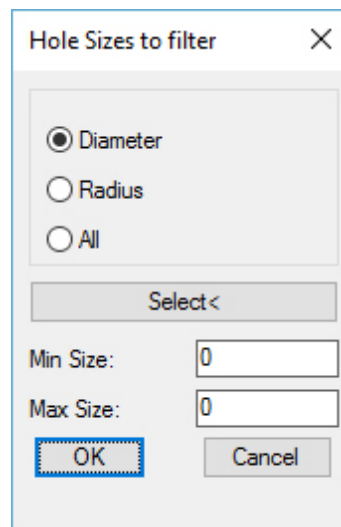 Hole Sizes to filter
Diameter
Radius
All
Select<
Min Size: 0
Max Size: 0
OK Cancel